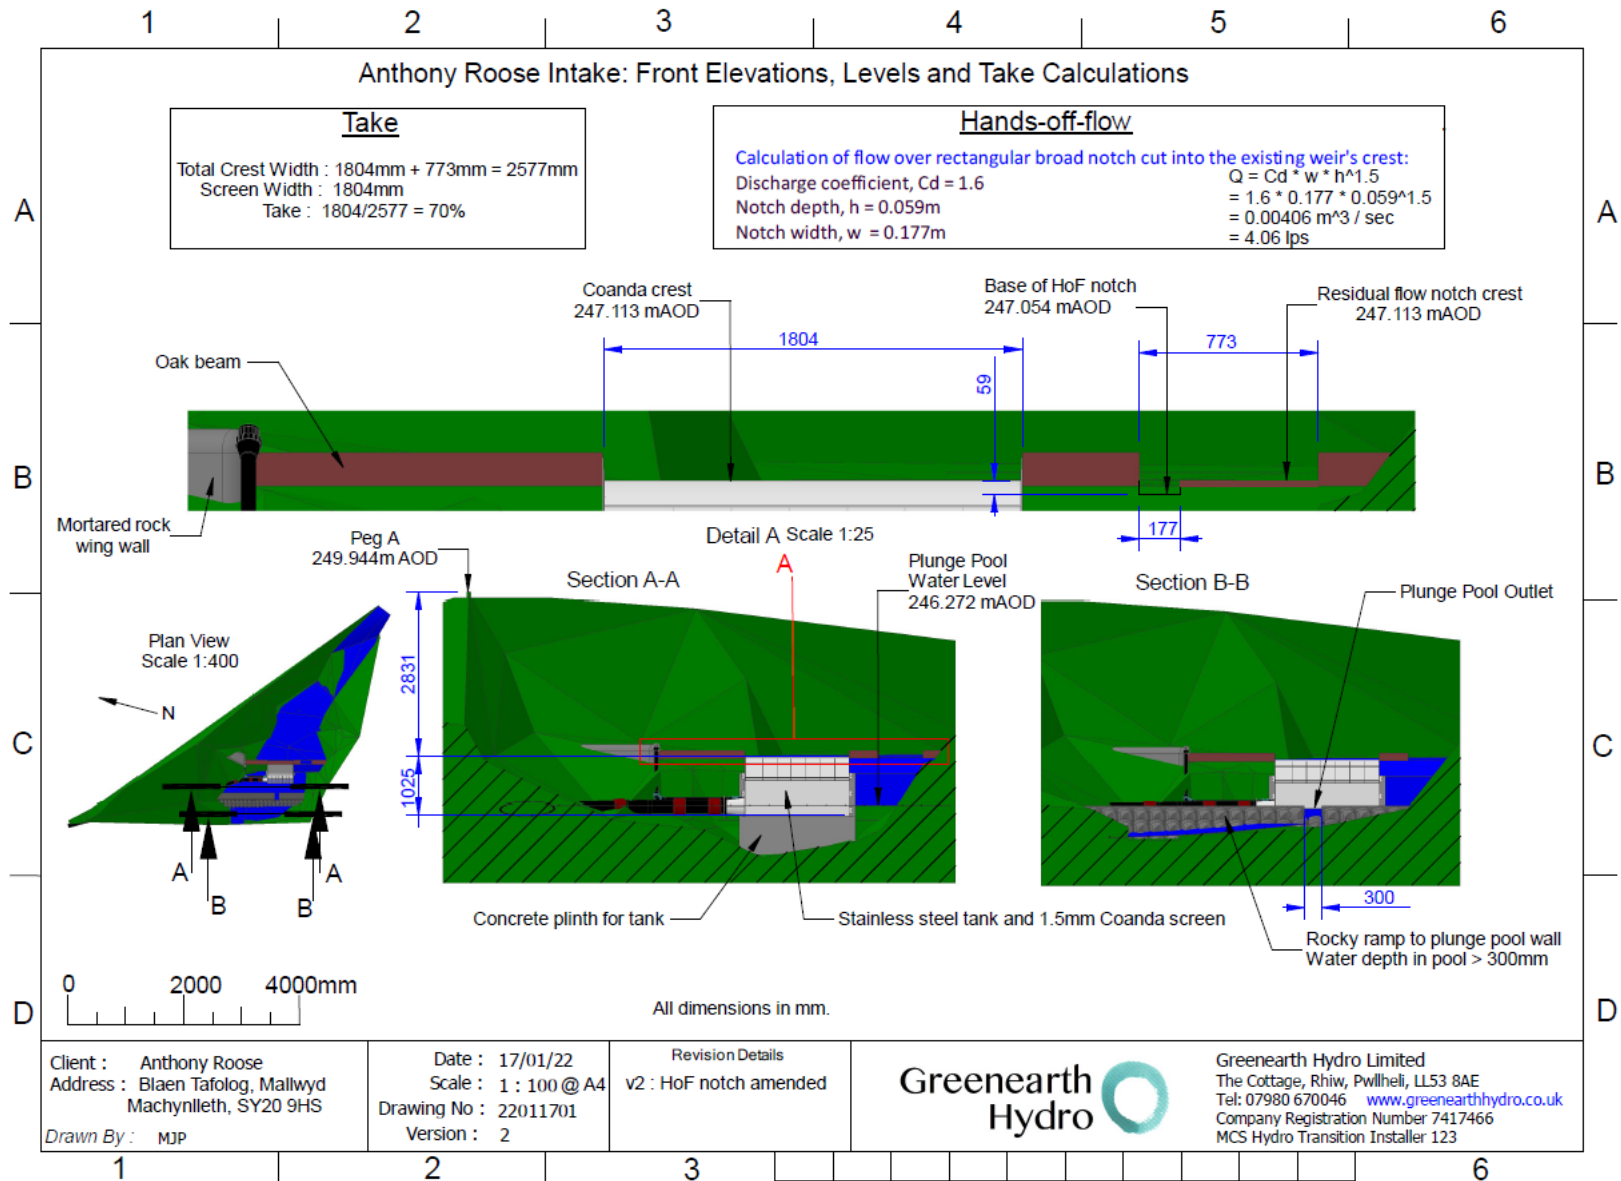 1 2 3 4 5 6
Anthony Roose Intake: Front Elevations, Levels and Take Calculations
Take
Total Crest Width : 1804mm + 773mm = 2577mm
Screen Width : 1804mm
Take : 1804/2577 = 70%
Hands-off-flow
Calculation of flow over rectangular broad notch cut into the existing weir's crest:
Discharge coefficient, Cd = 1.6
Notch depth, h = 0.059m
Notch width, w = 0.177m
Q = Cd * w * h^1.5
= 1.6 * 0.177 * 0.059^1.5
= 0.00406 m^3 / sec
= 4.06 lps
A A
Coanda crest
247.113 mAOD
Base of HoF notch
247.054 mAOD
Residual flow notch crest
247.113 mAOD
Oak beam
1804
773
59
B B
Mortared rock
wing wall
177
Detail A Scale 1:25
Peg A
249.944m AOD
Section A-A
A
Plunge Pool
Water Level
246.272 mAOD
Section B-B
Plunge Pool Outlet
Plan View
Scale 1:400
N
2831
1025
C C
A A
B B
Concrete plinth for tank
Stainless steel tank and 1.5mm Coanda screen
300
Rocky ramp to plunge pool wall
Water depth in pool > 300mm
0 2000 4000mm
D D
All dimensions in mm.
Client : Anthony Roose
Address : Blaen Tafolog, Mallwyd
Machynlleth, SY20 9HS
Drawn By : MJP
Date : 17/01/22
Scale : 1 : 100 @ A4
Drawing No : 22011701
Version : 2
Revision Details
v2 : HoF notch amended
Greenearth
Hydro
Greenearth Hydro Limited
The Cottage, Rhiw, Pwllheli, LL53 8AE
Tel: 07980 670046 www.greenearthhydro.co.uk
Company Registration Number 7417466
MCS Hydro Transition Installer 123
1 2 3 6